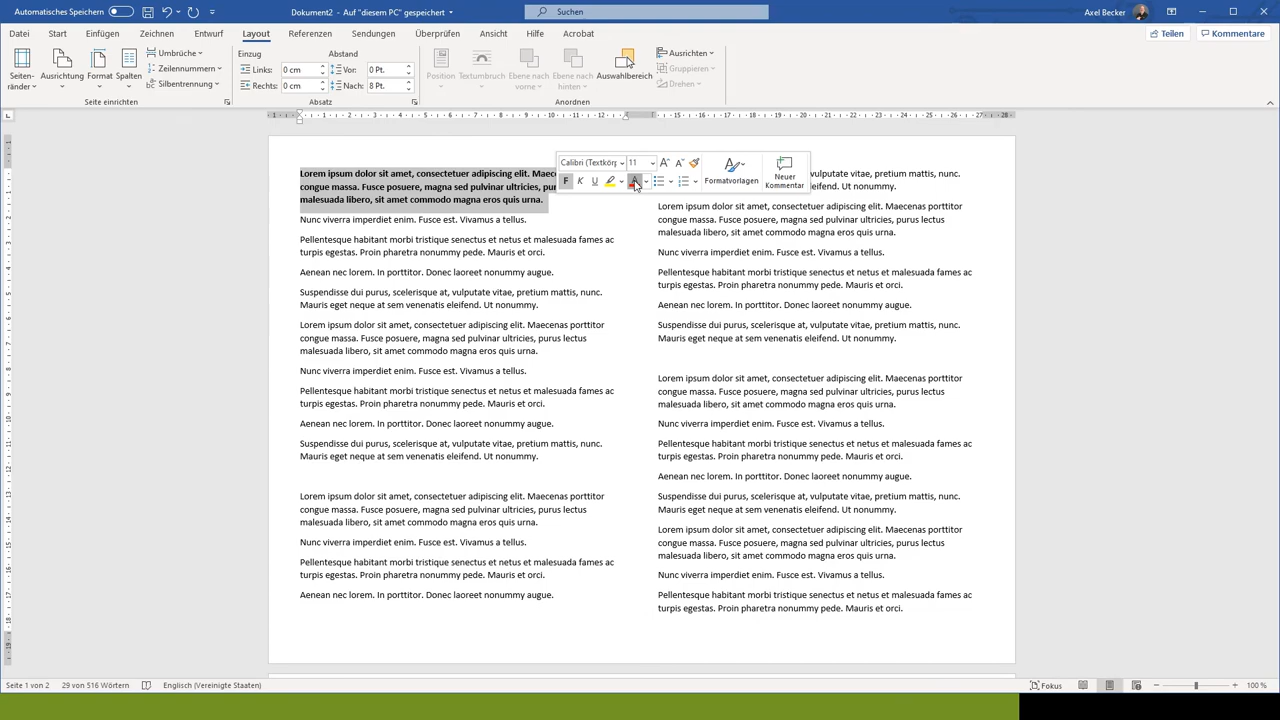 Automatisches Speichern
Dokument2 - Auf "diesem PC" gespeichert
Suchen
Axel Becker
Datei Start Einfügen Zeichnen Entwurf Layout Referenzen Sendungen Überprüfen Ansicht Hilfe Acrobat
Teilen Kommentare
Seiten-
ränder
Ausrichtung
Format
Spalten
Umbrüche
Zeilennummern
Silbentrennung
Seite einrichten
Einzug
Links: 0 cm
Rechts: 0 cm
Abstand
Vor: 0 Pt.
Nach: 8 Pt.
Absatz
Position
Textumbruch
Ebene nach
vorne
Ebene nach
hinten
Auswahlbereich
Ausrichten
Gruppieren
Drehen
Anordnen
Calibri (Textkörp 11
F K U
Formatvorlagen
Neuer
Kommentar
Lorem ipsum dolor sit amet, consectetuer adipiscing elit. Maec
congue massa. Fusce posuere, magna sed pulvinar ultricies, pur
malesuada libero, sit amet commodo magna eros quis urna.
Nunc viverra imperdiet enim. Fusce est. Vivamus a tellus.
Pellentesque habitant morbi tristique senectus et netus et malesuada fames ac
turpis egestas. Proin pharetra nonummy pede. Mauris et orci.
Aenean nec lorem. In porttitor. Donec laoreet nonummy augue.
Suspendisse dui purus, scelerisque at, vulputate vitae, pretium mattis, nunc.
Mauris eget neque at sem venenatis eleifend. Ut nonummy.
Lorem ipsum dolor sit amet, consectetuer adipiscing elit. Maecenas porttitor
congue massa. Fusce posuere, magna sed pulvinar ultricies, purus lectus
malesuada libero, sit amet commodo magna eros quis urna.
Nunc viverra imperdiet enim. Fusce est. Vivamus a tellus.
Pellentesque habitant morbi tristique senectus et netus et malesuada fames ac
turpis egestas. Proin pharetra nonummy pede. Mauris et orci.
Aenean nec lorem. In porttitor. Donec laoreet nonummy augue.
Suspendisse dui purus, scelerisque at, vulputate vitae, pretium mattis, nunc.
Mauris eget neque at sem venenatis eleifend. Ut nonummy.
Lorem ipsum dolor sit amet, consectetuer adipiscing elit. Maecenas porttitor
congue massa. Fusce posuere, magna sed pulvinar ultricies, purus lectus
malesuada libero, sit amet commodo magna eros quis urna.
Nunc viverra imperdiet enim. Fusce est. Vivamus a tellus.
Pellentesque habitant morbi tristique senectus et netus et malesuada fames ac
turpis egestas. Proin pharetra nonummy pede. Mauris et orci.
Aenean nec lorem. In porttitor. Donec laoreet nonummy augue.
vulputate vitae, pretium mattis, nunc.
eleifend. Ut nonummy.
Lorem ipsum dolor sit amet, consectetuer adipiscing elit. Maecenas porttitor
congue massa. Fusce posuere, magna sed pulvinar ultricies, purus lectus
malesuada libero, sit amet commodo magna eros quis urna.
Nunc viverra imperdiet enim. Fusce est. Vivamus a tellus.
Pellentesque habitant morbi tristique senectus et netus et malesuada fames ac
turpis egestas. Proin pharetra nonummy pede. Mauris et orci.
Aenean nec lorem. In porttitor. Donec laoreet nonummy augue.
Suspendisse dui purus, scelerisque at, vulputate vitae, pretium mattis, nunc.
Mauris eget neque at sem venenatis eleifend. Ut nonummy.
Lorem ipsum dolor sit amet, consectetuer adipiscing elit. Maecenas porttitor
congue massa. Fusce posuere, magna sed pulvinar ultricies, purus lectus
malesuada libero, sit amet commodo magna eros quis urna.
Nunc viverra imperdiet enim. Fusce est. Vivamus a tellus.
Pellentesque habitant morbi tristique senectus et netus et malesuada fames ac
turpis egestas. Proin pharetra nonummy pede. Mauris et orci.
Aenean nec lorem. In porttitor. Donec laoreet nonummy augue.
Suspendisse dui purus, scelerisque at, vulputate vitae, pretium mattis, nunc.
Mauris eget neque at sem venenatis eleifend. Ut nonummy.
Lorem ipsum dolor sit amet, consectetuer adipiscing elit. Maecenas porttitor
congue massa. Fusce posuere, magna sed pulvinar ultricies, purus lectus
malesuada libero, sit amet commodo magna eros quis urna.
Nunc viverra imperdiet enim. Fusce est. Vivamus a tellus.
Pellentesque habitant morbi tristique senectus et netus et malesuada fames ac
turpis egestas. Proin pharetra nonummy pede. Mauris et orci.
Seite 1 von 2 29 von 516 Wörtern Englisch (Vereinigte Staaten)
Fokus 100 %